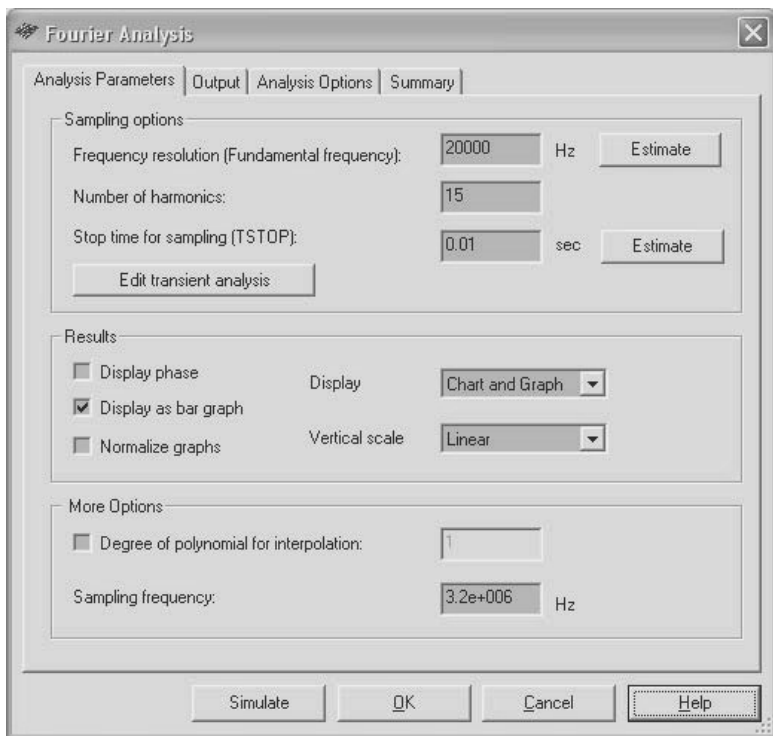 Fourier Analysis
Analysis Parameters Output Analysis Options Summary
Sampling options
Frequency resolution (Fundamental frequency): 20000 Hz Estimate
Number of harmonics: 15
Stop time for sampling (TSTOP): 0.01 sec Estimate
Edit transient analysis
Results
Display phase
Display Chart and Graph
Display as bar graph
Normalize graphs
Vertical scale Linear
More Options
Degree of polynomial for interpolation: 1
Sampling frequency: 3.2e+006 Hz
Simulate OK Cancel Help